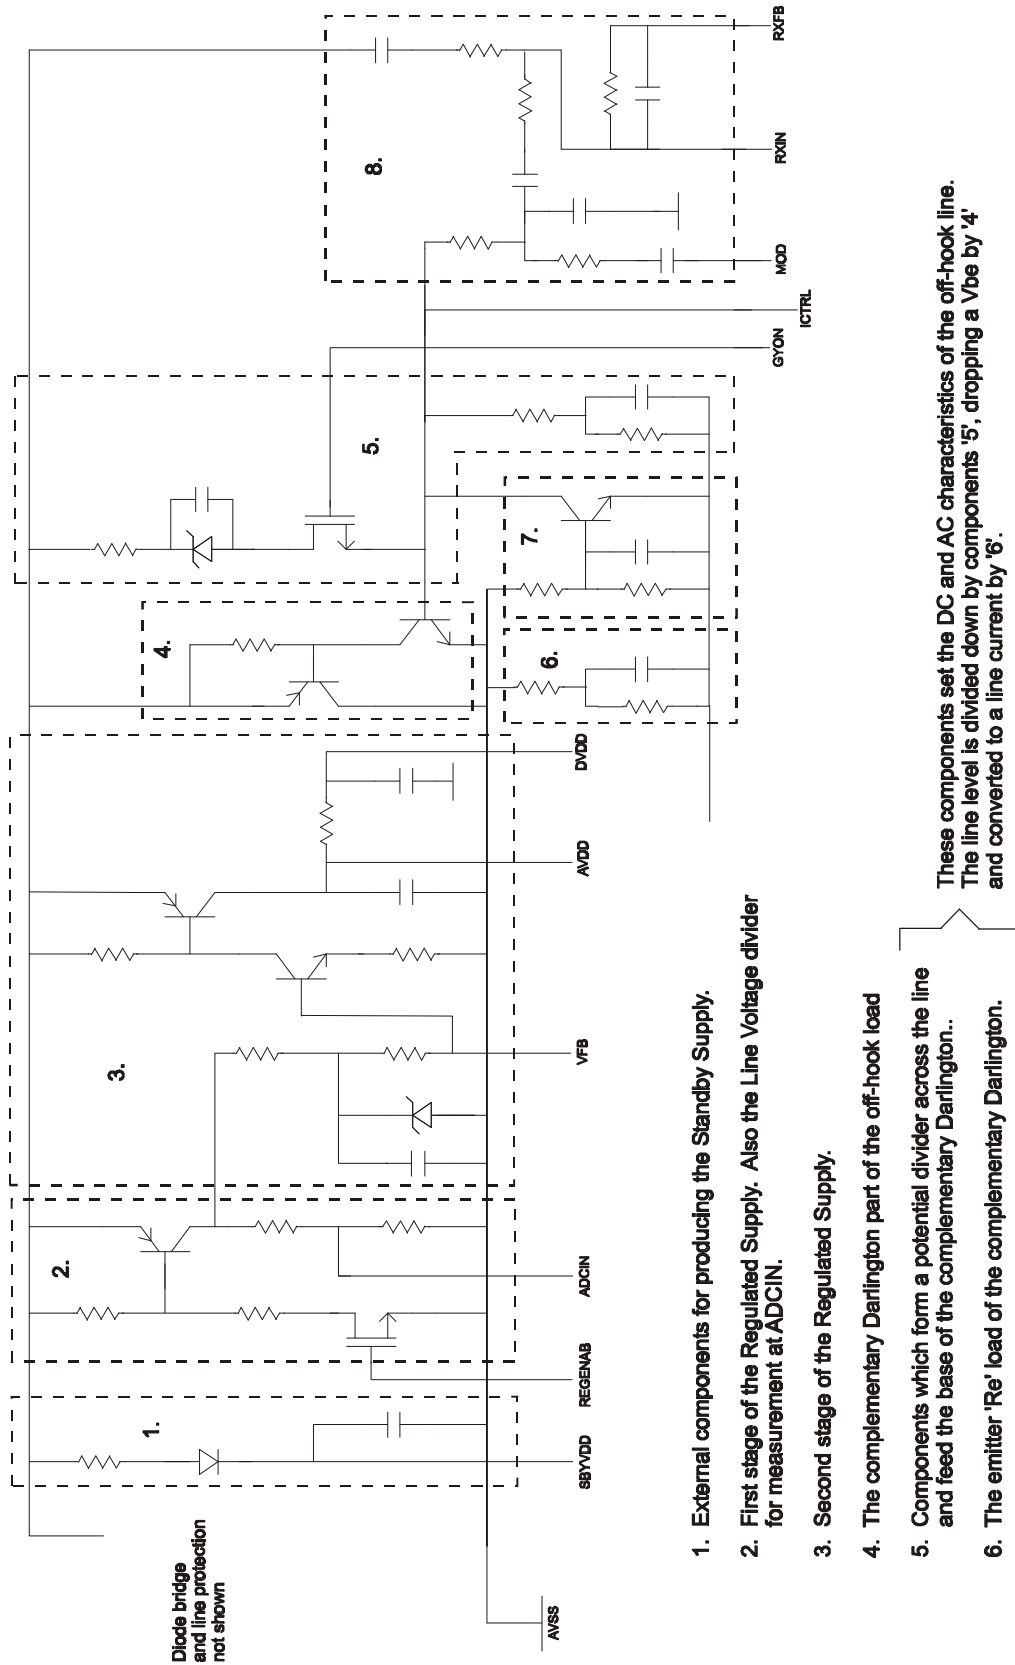 Diode bridge
and line protection
not shown
1.
2.
3.
4.
5.
6.
7.
8.
AVSS
SBYVDD
REGENAB
ADCIN
VFB
AVDD
DVDD
GYON
ICTRL
MOD
RXIN
RXFB
1. External components for producing the Standby Supply.
2. First stage of the Regulated Supply. Also the Line Voltage divider
for measurement at ADCIN.
3. Second stage of the Regulated Supply.
4. The complementary Darlington part of the off-hook load
5. Components which form a potential divider across the line
and feed the base of the complementary Darlington..
6. The emitter 'Re' load of the complementary Darlington.
These components set the DC and AC characteristics of the off-hook line.
The line level is divided down by components '5', dropping a Vbe by '4'
and converted to a line current by '6'.